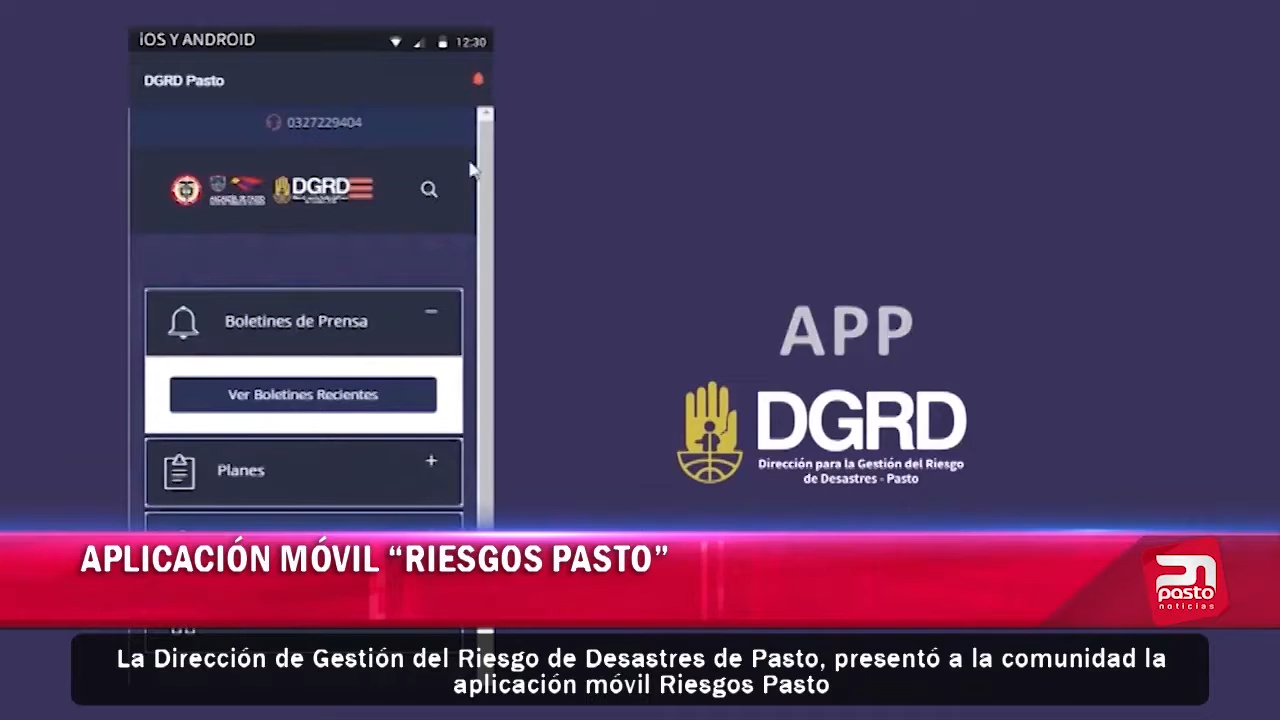 iOS Y ANDROID
12:30
DGRD Pasto
0327229404
DGRD
Boletines de Prensa
Ver Boletines Recientes
Planes
APP
DGRD
Dirección para la Gestión del Riesgo
de Desastres - Pasto
APLICACIÓN MÓVIL “RIESGOS PASTO”
pasto
noticias
La Dirección de Gestión del Riesgo de Desastres de Pasto, presentó a la comunidad la
aplicación móvil Riesgos Pasto